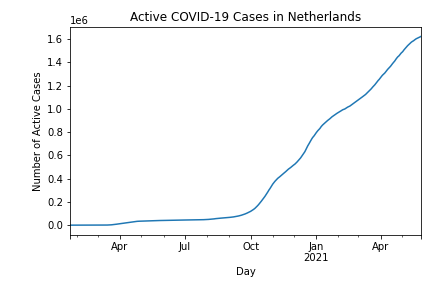 Active COVID-19 Cases in Netherlands
1e6
1.6
1.4
1.2
1.0
0.8
0.6
0.4
0.2
0.0
Number of Active Cases
Apr
Jul
Oct
Jan
2021
Apr
Day